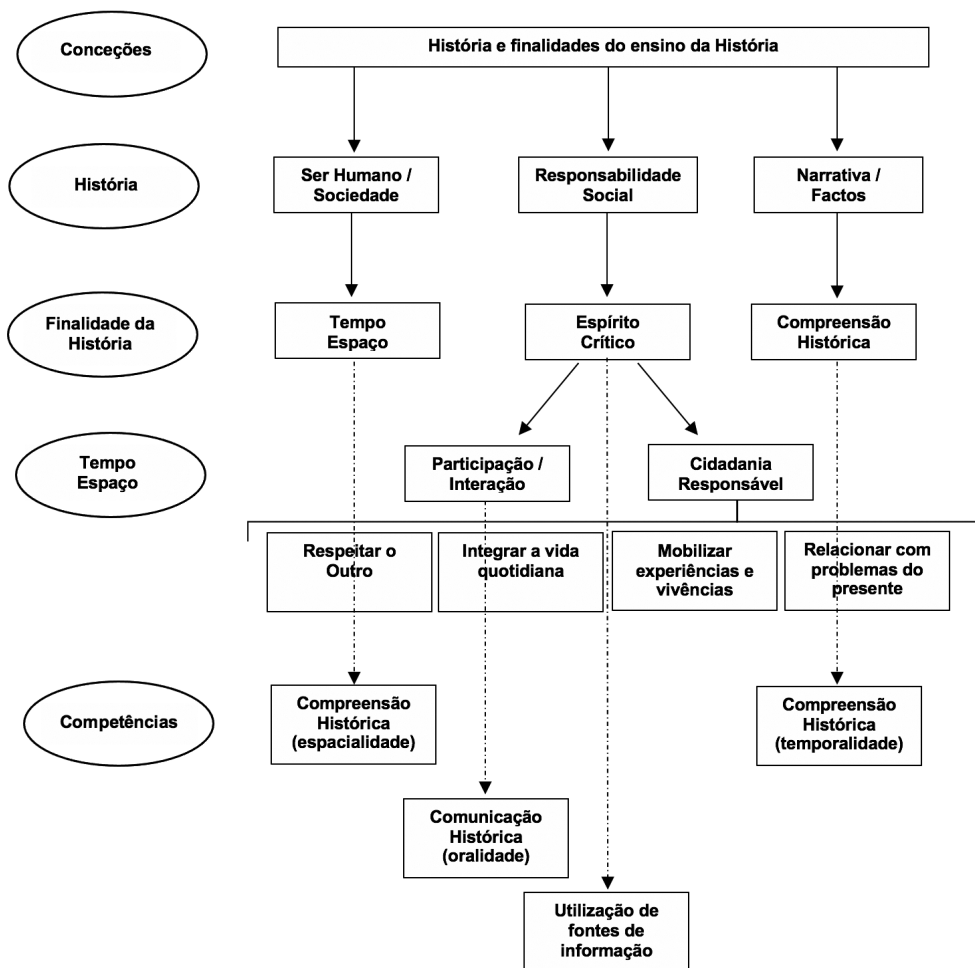 Conceções
História e finalidades do ensino da História
História
Ser Humano /
Sociedade
Responsabilidade
Social
Narrativa /
Factos
Finalidade da
História
Tempo
Espaço
Espírito
Crítico
Compreensão
Histórica
Tempo
Espaço
Participação /
Interação
Cidadania
Responsável
Respeitar o
Outro
Integrar a vida
quotidiana
Mobilizar
experiências e
vivências
Relacionar com
problemas do
presente
Competências
Compreensão
Histórica
(espacialidade)
Compreensão
Histórica
(temporalidade)
Comunicação
Histórica
(oralidade)
Utilização de
fontes de
informação